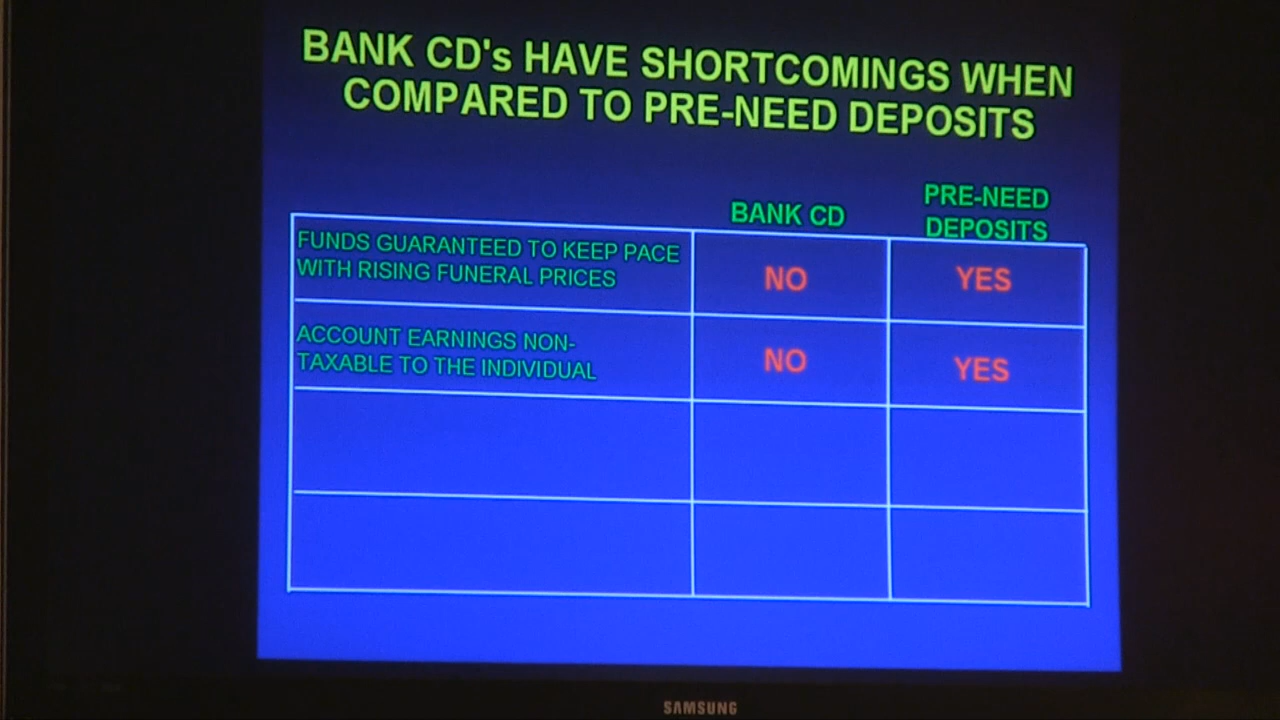 BANK CD's HAVE SHORTCOMINGS WHEN
COMPARED TO PRE-NEED DEPOSITS
BANK CD
PRE-NEED
DEPOSITS
FUNDS GUARANTEED TO KEEP PACE
WITH RISING FUNERAL PRICES
NO
YES
ACCOUNT EARNINGS NON-
TAXABLE TO THE INDIVIDUAL
NO
YES
SAMSUNG